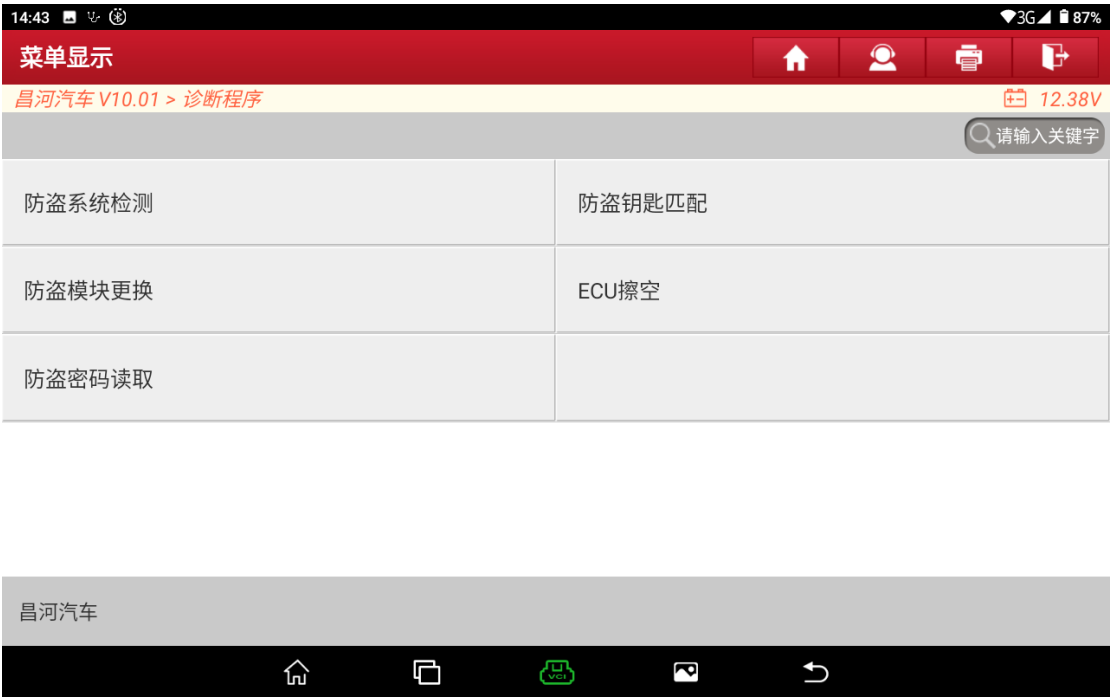 14:43 3G 87%
菜单显示
昌河汽车 V10.01 > 诊断程序 12.38V
请输入关键字
防盗系统检测 防盗钥匙匹配
防盗模块更换 ECU擦空
防盗密码读取
昌河汽车
VCI